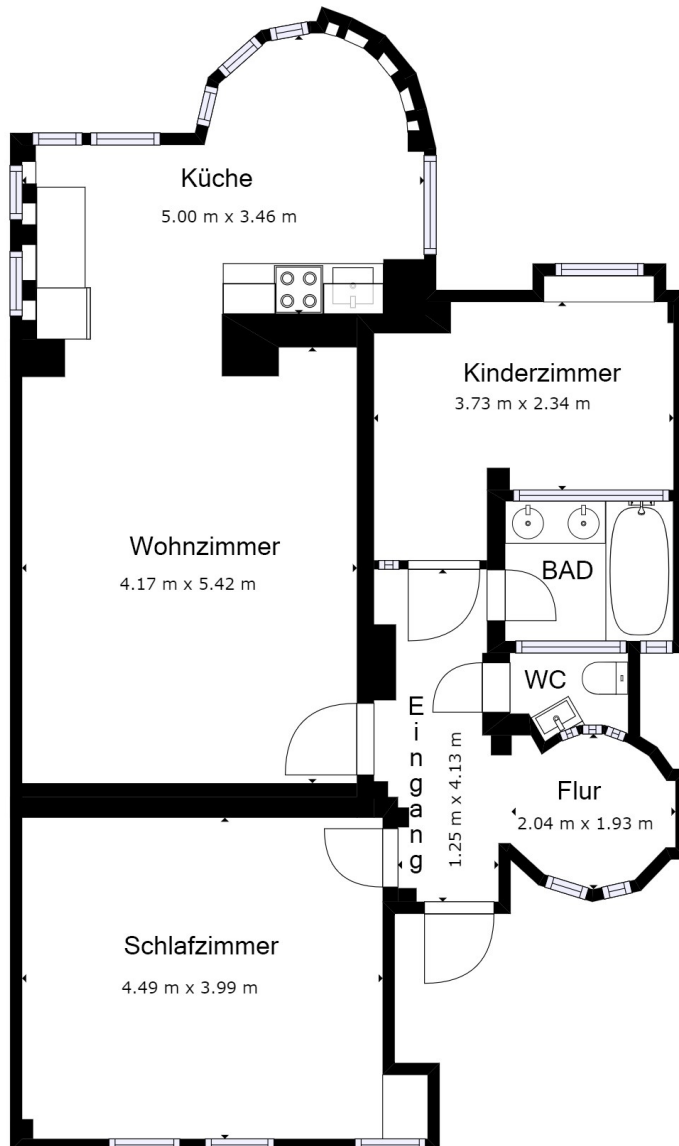 Küche
5.00 m x 3.46 m
Kinderzimmer
3.73 m x 2.34 m
Wohnzimmer
4.17 m x 5.42 m
BAD
WC
Eingang
1.25 m x 4.13 m
Flur
2.04 m x 1.93 m
Schlafzimmer
4.49 m x 3.99 m